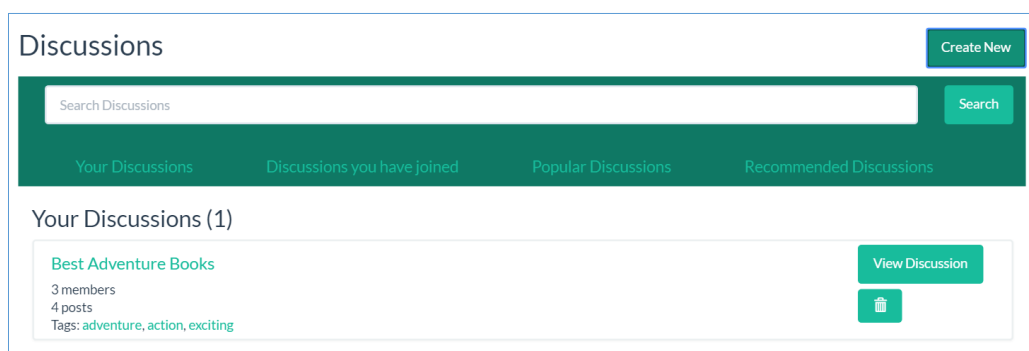 Discussions
Create New
Search Discussions
Search
Your Discussions
Discussions you have joined
Popular Discussions
Recommended Discussions
Your Discussions (1)
Best Adventure Books
View Discussion
3 members
4 posts
Tags: adventure, action, exciting